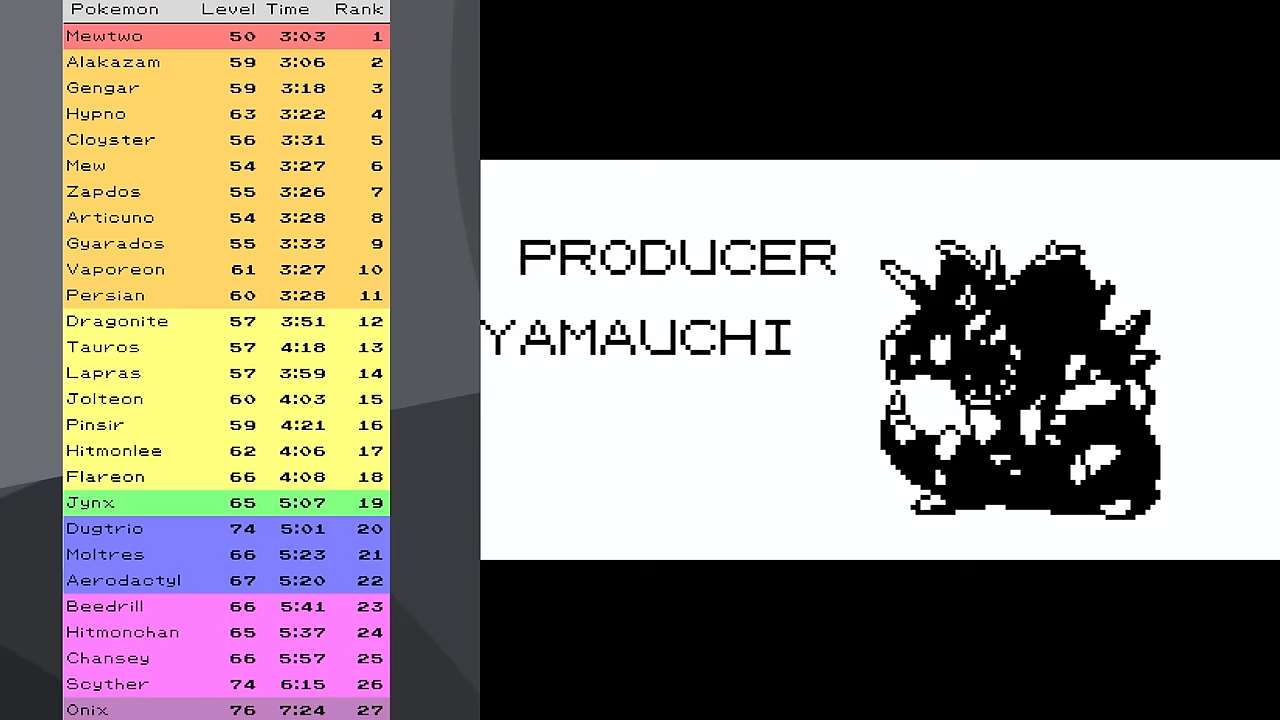 Pokemon Level Time Rank
Mewtwo 50 3:03 1
Alakazam 59 3:06 2
Gengar 59 3:18 3
Hypno 63 3:22 4
Cloyster 56 3:31 5
Mew 54 3:27 6
Zapdos 55 3:26 7
Articuno 54 3:28 8
Gyarados 55 3:33 9
Vaporeon 61 3:27 10
Persian 60 3:28 11
Dragonite 57 3:51 12
Tauros 57 4:18 13
Lapras 57 3:59 14
Jolteon 60 4:03 15
Pinsir 59 4:21 16
Hitmonlee 62 4:06 17
Flareon 66 4:08 18
Jynx 65 5:07 19
Dugtrio 74 5:01 20
Moltres 66 5:23 21
Aerodactyl 67 5:20 22
Beedrill 66 5:41 23
Hitmonchan 65 5:37 24
Chansey 66 5:57 25
Scyther 74 6:15 26
Onix 76 7:24 27
PRODUCER
YAMAUCHI